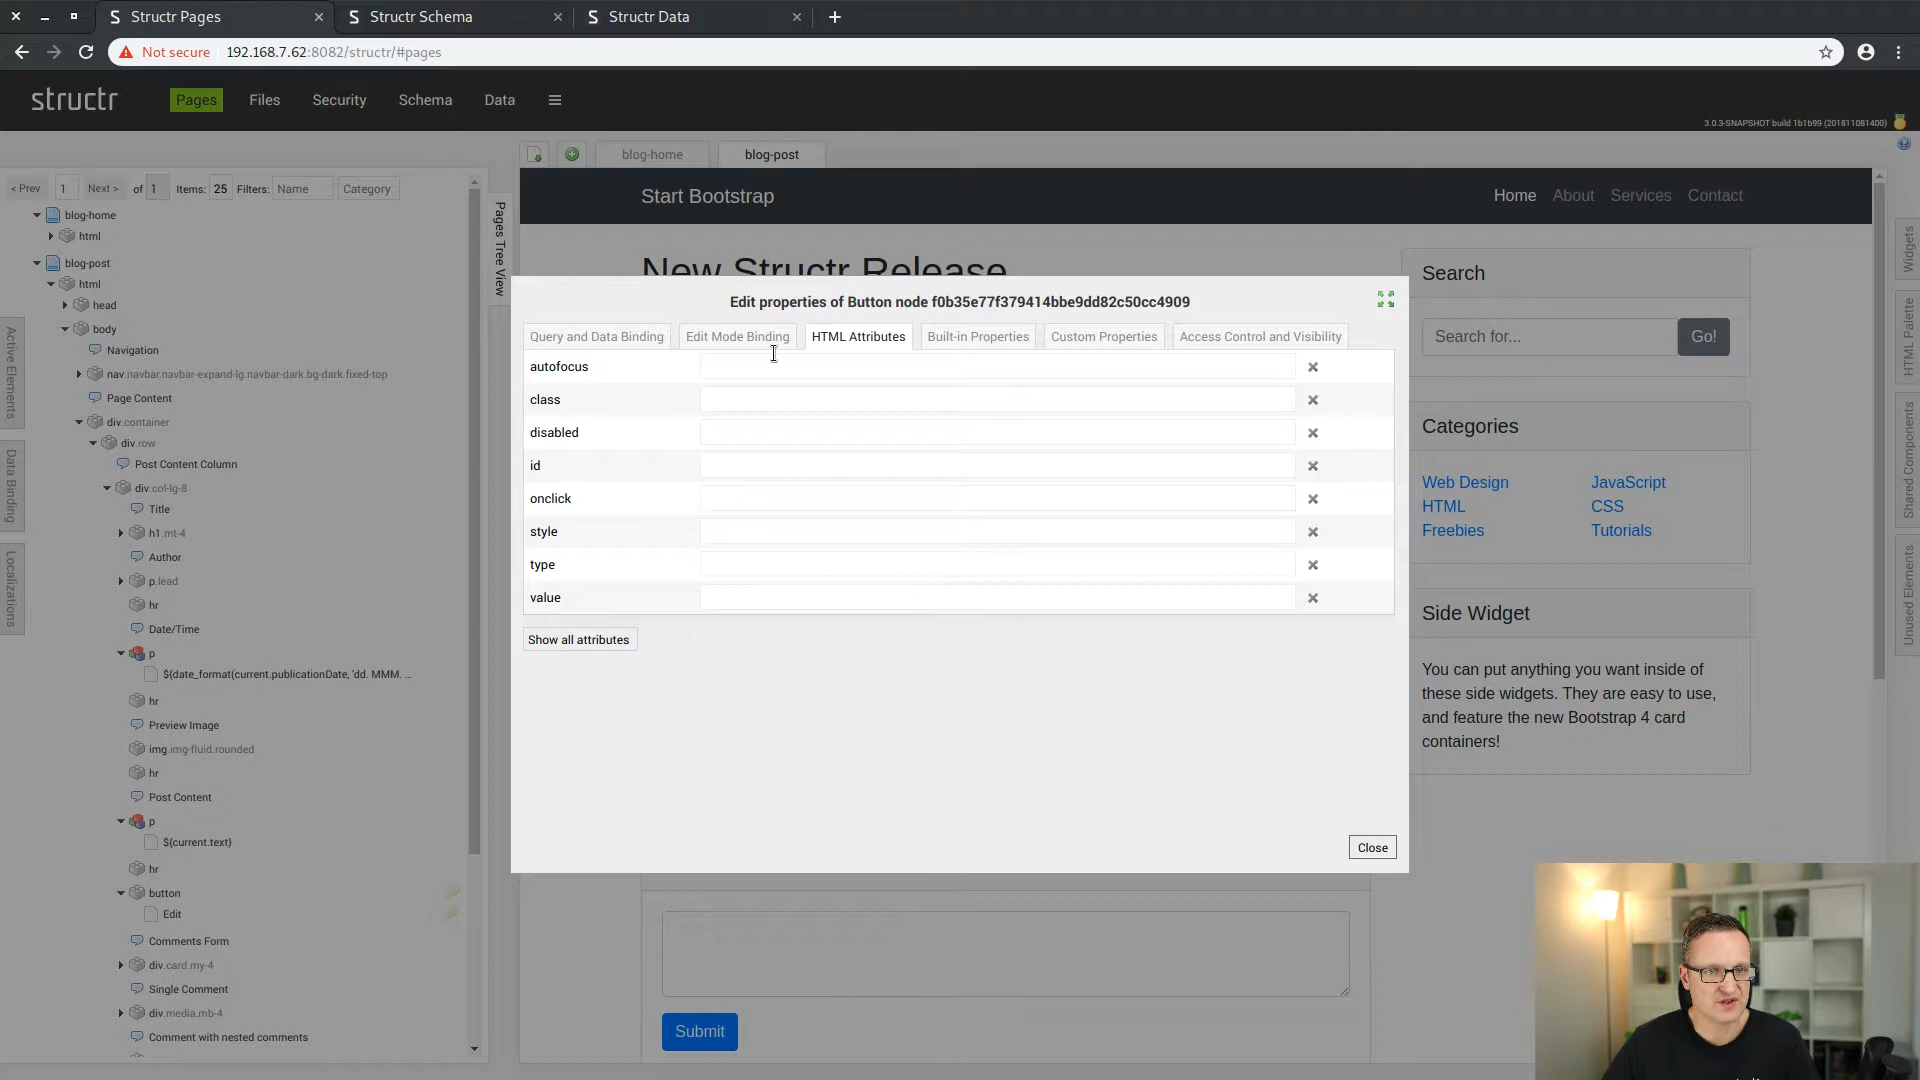 Structr Pages
Structr Schema
Structr Data
Not secure
192.168.7.62:8082/structr/#pages
structr
Pages
Files
Security
Schema
Data
3.0.3-SNAPSHOT build 1b1b99 (201811081400)
blog-home
blog-post
< Prev
1
Next >
of
1
Items:
25
Filters:
Name
Category
blog-home
html
blog-post
html
head
body
Navigation
nav.navbar.navbar-expand-lg.navbar-dark.bg-dark.fixed-top
Page Content
div.container
div.row
Post Content Column
div.col-lg-8
Title
h1.mt-4
Author
p.lead
hr
Date/Time
p
${date_format(current.publicationDate, 'dd. MMM. ...
hr
Preview Image
img.img-fluid.rounded
hr
Post Content
p
${current.text}
hr
button
Edit
Comments Form
div.card.my-4
Single Comment
div.media.mb-4
Comment with nested comments
Active Elements
Data Binding
Localizations
Pages Tree View
Start Bootstrap
Home
About
Services
Contact
New Structr Release
Edit properties of Button node f0b35e77f379414bbe9dd82c50cc4909
Query and Data Binding
Edit Mode Binding
HTML Attributes
Built-in Properties
Custom Properties
Access Control and Visibility
autofocus
class
disabled
id
onclick
style
type
value
Show all attributes
Close
Submit
Search
Search for...
Go!
Categories
Web Design
JavaScript
HTML
CSS
Freebies
Tutorials
Side Widget
You can put anything you want inside of
these side widgets. They are easy to use,
and feature the new Bootstrap 4 card
containers!
Widgets
HTML Palette
Shared Components
Unused Elements